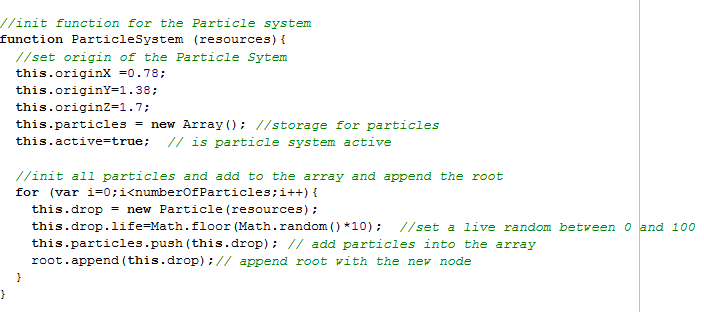 //init function for the Particle system
function ParticleSystem (resources){
//set origin of the Particle Sytem
this.originX =0.78;
this.originY=1.38;
this.originZ=1.7;
this.particles = new Array(); //storage for particles
this.active=true;  // is particle system active
//init all particles and add to the array and append the root
for (var i=0;i<numberOfParticles;i++){
this.drop = new Particle(resources);
this.drop.life=Math.floor(Math.random()*10);  //set a live random between 0 and 100
this.particles.push(this.drop); // add particles into the array
root.append(this.drop);// append root with the new node
}
}